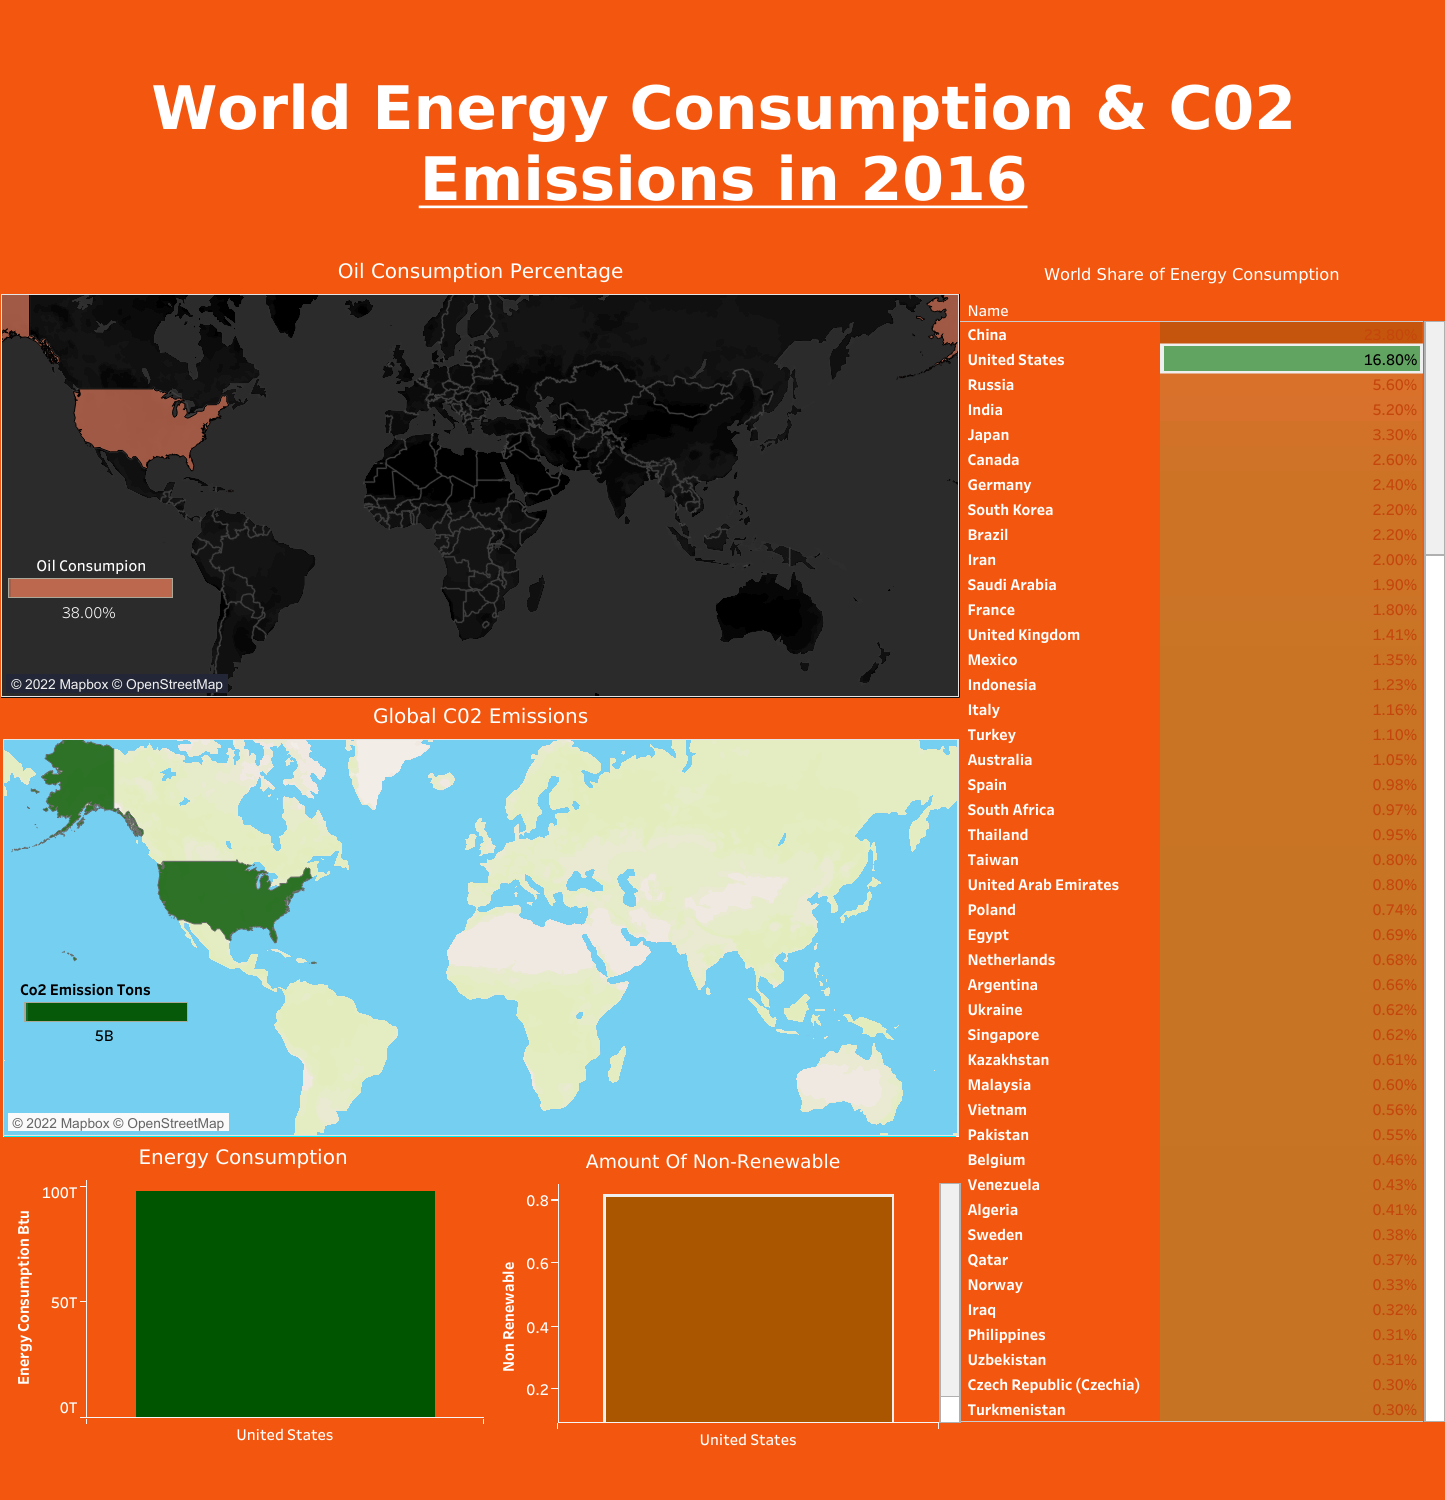 World Energy Consumption & C02
Emissions in 2016
Oil Consumption Percentage
Oil Consumpion
38.00%
© 2022 Mapbox © OpenStreetMap
Global C02 Emissions
Co2 Emission Tons
5B
© 2022 Mapbox © OpenStreetMap
Energy Consumption
Energy Consumption Btu
100T
50T
0T
United States
Amount Of Non-Renewable
Non Renewable
0.8
0.6
0.4
0.2
United States
World Share of Energy Consumption
Name
China 23.80%
United States 16.80%
Russia 5.60%
India 5.20%
Japan 3.30%
Canada 2.60%
Germany 2.40%
South Korea 2.20%
Brazil 2.20%
Iran 2.00%
Saudi Arabia 1.90%
France 1.80%
United Kingdom 1.41%
Mexico 1.35%
Indonesia 1.23%
Italy 1.16%
Turkey 1.10%
Australia 1.05%
Spain 0.98%
South Africa 0.97%
Thailand 0.95%
Taiwan 0.80%
United Arab Emirates 0.80%
Poland 0.74%
Egypt 0.69%
Netherlands 0.68%
Argentina 0.66%
Ukraine 0.62%
Singapore 0.62%
Kazakhstan 0.61%
Malaysia 0.60%
Vietnam 0.56%
Pakistan 0.55%
Belgium 0.46%
Venezuela 0.43%
Algeria 0.41%
Sweden 0.38%
Qatar 0.37%
Norway 0.33%
Iraq 0.32%
Philippines 0.31%
Uzbekistan 0.31%
Czech Republic (Czechia) 0.30%
Turkmenistan 0.30%